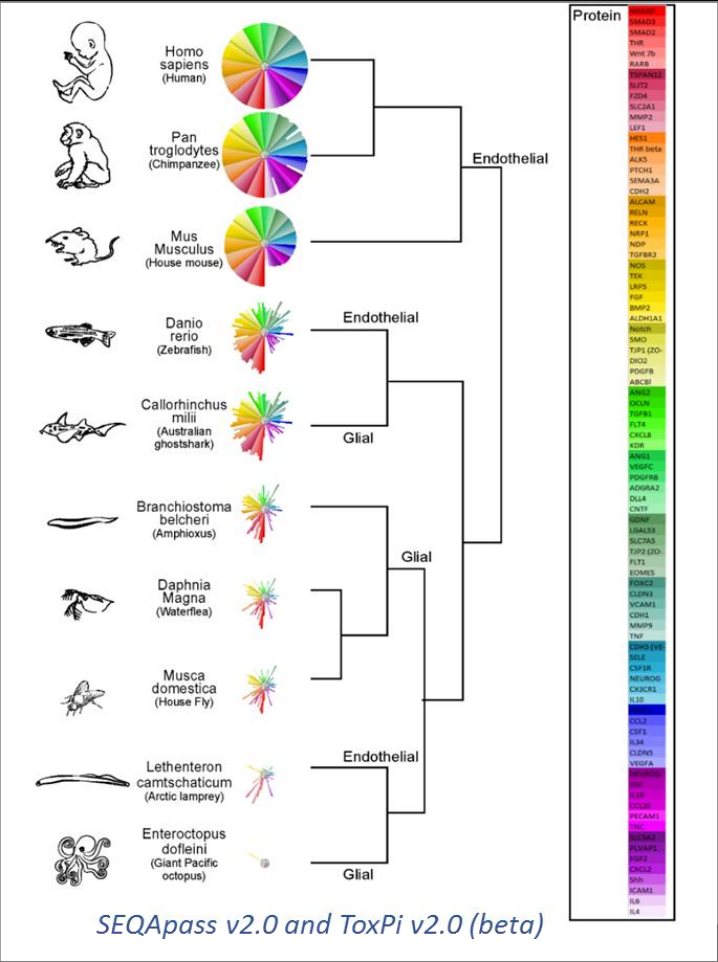 Protein
Homo
sapiens
(Human)
Pan
troglodytes
(Chimpanzee)
Endothelial
Mus
Musculus
(House mouse)
Danio
rerio
(Zebrafish)
Endothelial
Callorhinchus
milii
(Australian
ghostshark)
Glial
Branchiostoma
belcheri
(Amphioxus)
Glial
Daphnia
Magna
(Waterflea)
Musca
domestica
(House Fly)
Lethenteron
camtschaticum
(Arctic lamprey)
Endothelial
Enteroctopus
dofleini
(Giant Pacific
octopus)
Glial
SMAD3
SMAD2
THR
Wnt 7b
RARB
TSPAN12
SLIT2
FZD4
SLC2A1
MMP2
LEF1
HES1
THR beta
ALK5
PTCH1
SEMA3A
CDH2
ALCAM
RELN
RECK
NRP1
NDP
TGFBR2
NOS
TEK
LRP5
FGF
BMP2
ALDH1A1
Notch
SMO
TJP1 (ZO-
DIO2
PDGFB
ABCBl
ANG2
OCLN
TGFB1
FLT4
CXCL8
KDR
ANG1
VEGFC
PDGFRB
ADGRA2
DLL4
CNTF
GDNF
LGALS3
SLC7A5
TJP2 (ZO-
FLT1
EOMES
FOXC2
CLDN3
VCAM1
CDH1
MMP9
TNF
CDH5 (VE-
SELE
CSF1R
NEUROG
CX3CR1
IL10
CCL2
CSF1
IL34
CLDN5
VEGFA
NEUROG
IL1B
CCL20
PECAM1
TNC
PLVAP1
FGF2
CXCL2
Shh
ICAM1
IL6
IL4
SEQApass v2.0 and ToxPi v2.0 (beta)